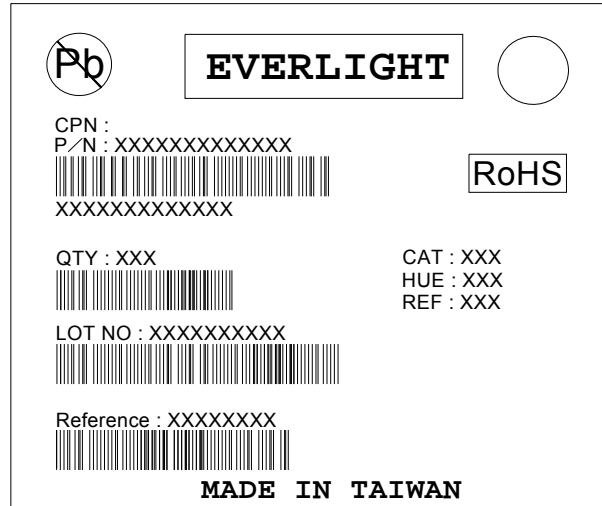 Pb
EVERLIGHT
CPN :
P/N : XXXXXXXXXXXXX
RoHS
XXXXXXXXXXXXX
QTY : XXX
CAT : XXX
HUE : XXX
REF : XXX
LOT NO : XXXXXXXXXX
Reference : XXXXXXXX
MADE IN TAIWAN